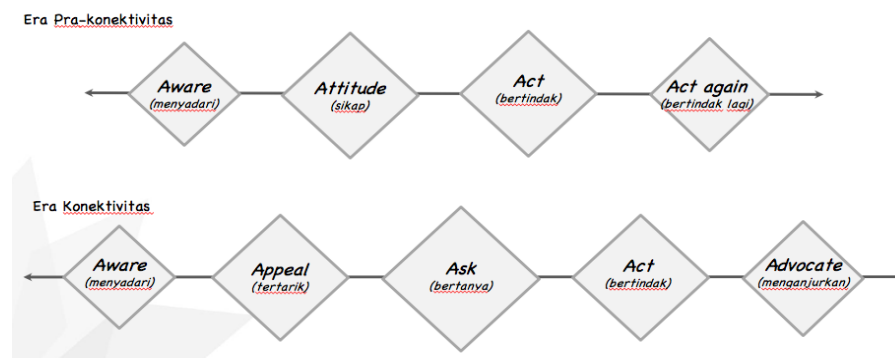 Era Pra-konektivitas
Aware
(menyadari)
Attitude
(sikap)
Act
(bertindak)
Act again
(bertindak lagi)
Era Konektivitas
Aware
(menyadari)
Appeal
(tertarik)
Ask
(bertanya)
Act
(bertindak)
Advocate
(menganjurkan)